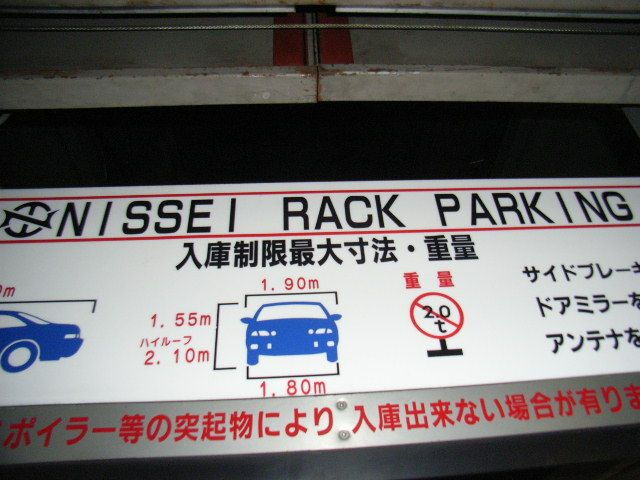 NISSEI RACK PARKING
入庫制限最大寸法・重量
0m
1.90m
1.55m
ハイルーフ
2.10m
1.80m
重量
2.0
t
サイドブレーキ
ドアミラーを
アンテナを
ポイラー等の突起物により 入庫出来ない場合が有りま